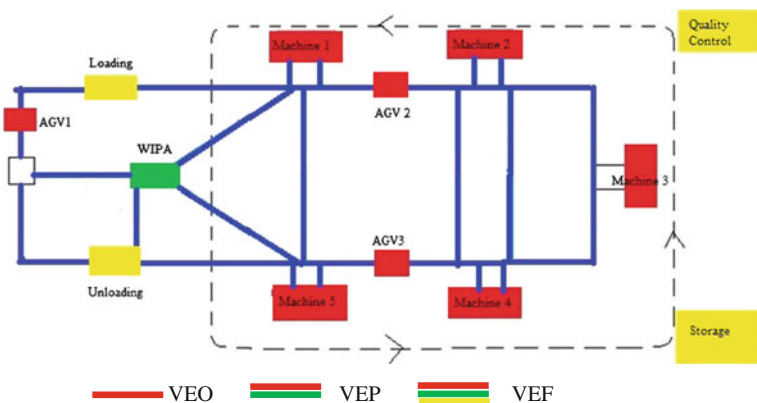 Machine 1
Machine 2
Quality
Control
Loading
AGV1
AGV 2
WIPA
Machine 3
AGV3
Unloading
Machine 5
Machine 4
Storage
VEO
VEP
VEF